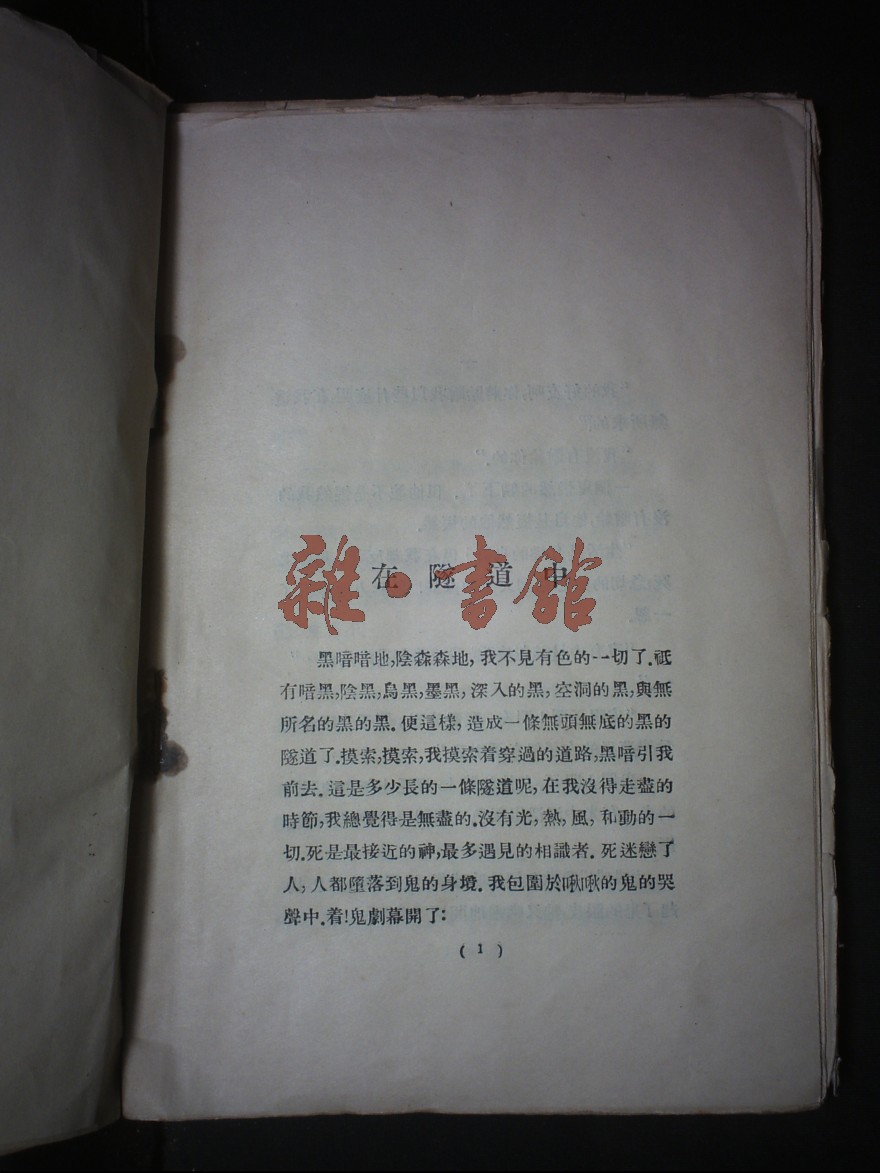 在隧道中
雜·書館
黑暗暗地,陰森森地,我不見有色的一切了.祇
有暗黑,陰黑,烏黑,墨黑,深入的黑,空洞的黑,與無
所名的黑的黑.便這樣,造成一條無頭無底的黑的
隧道了.摸索,摸索,我摸索着穿過的道路,黑暗引我
前去.這是多少長的一條隧道呢,在我沒得走盡的
時節,我總覺得是無盡的.沒有光,熱,風,和動的一
切.死是最接近的神,最多遇見的相識者.死迷戀了
人,人都墮落到鬼的身境.我包圍於啾啾的鬼的哭
聲中.着!鬼劇幕開了:
(1)